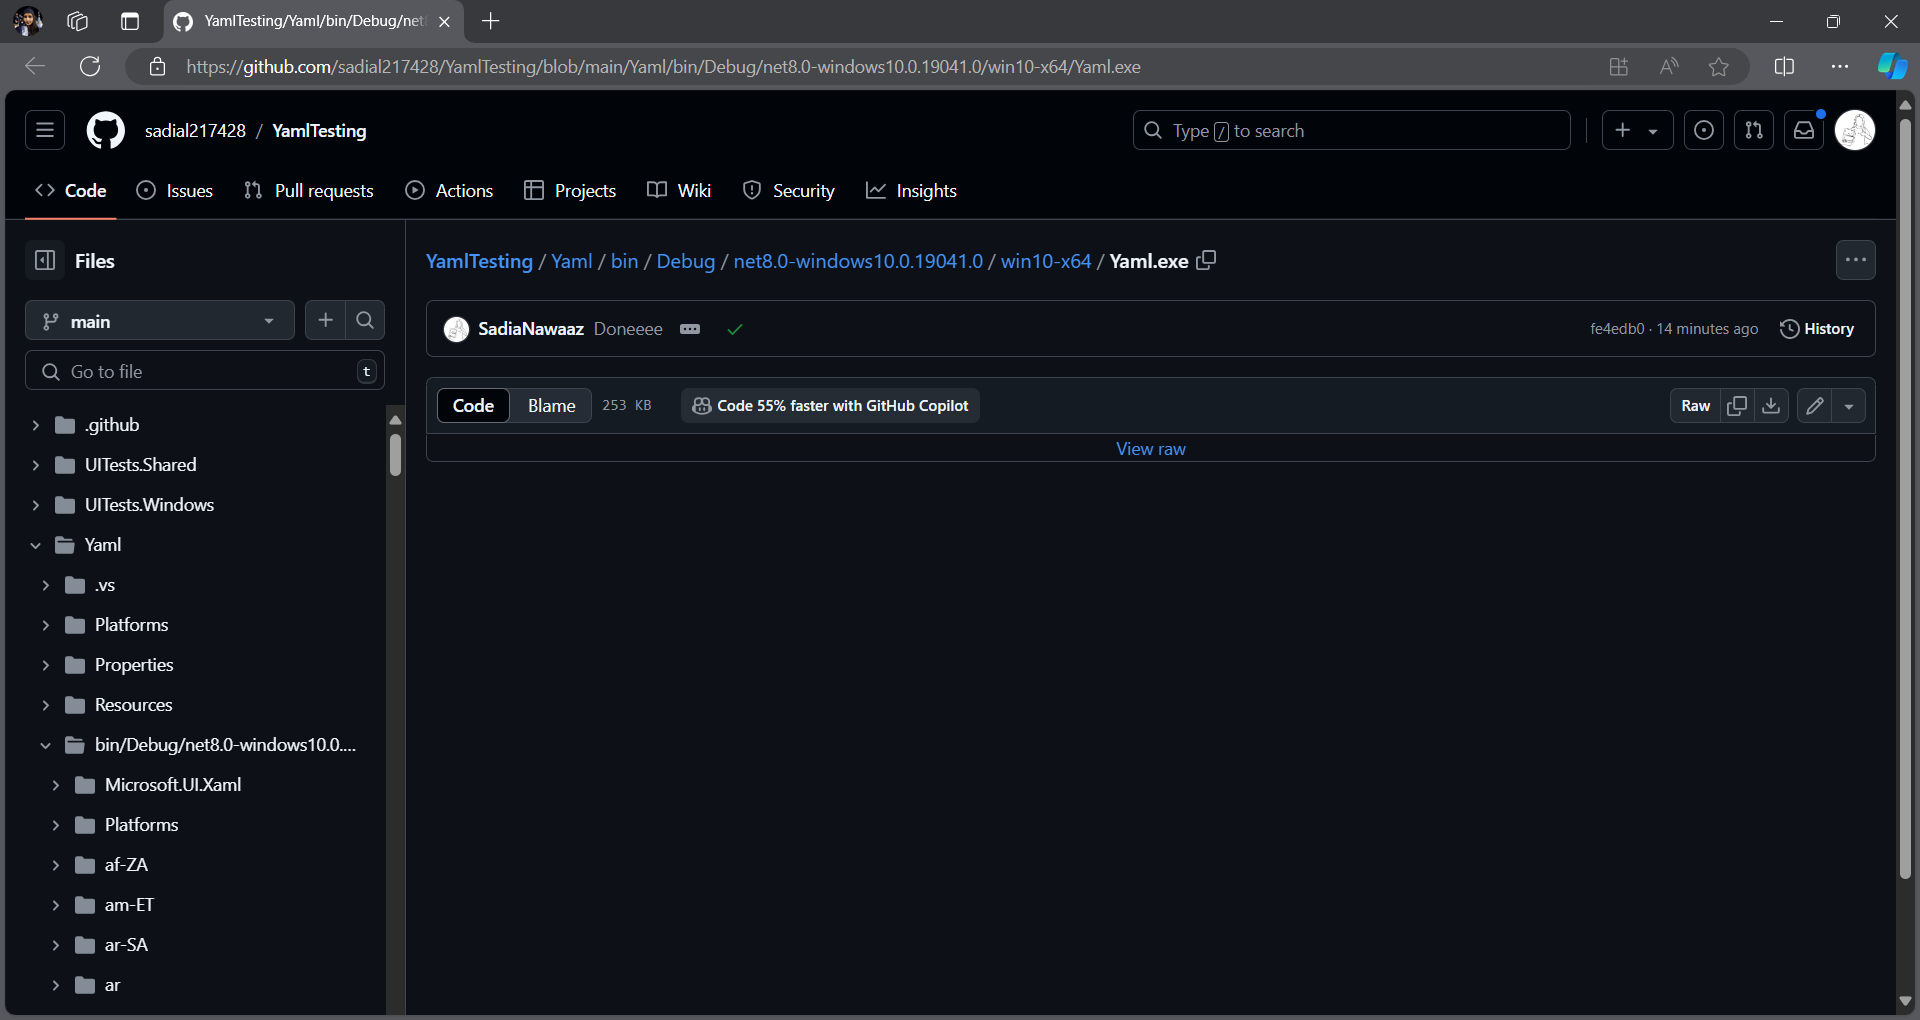 YamlTesting/Yaml/bin/Debug/net
https://github.com/sadial217428/YamlTesting/blob/main/Yaml/bin/Debug/net8.0-windows10.0.19041.0/win10-x64/Yaml.exe
sadial217428 / YamlTesting
Type / to search
Code Issues Pull requests Actions Projects Wiki Security Insights
Files
YamlTesting / Yaml / bin / Debug / net8.0-windows10.0.19041.0 / win10-x64 / Yaml.exe
main
SadiaNawaaz Doneeee
fe4edb0 · 14 minutes ago History
Go to file t
Code Blame 253 KB Code 55% faster with GitHub Copilot Raw
View raw
.github
UITests.Shared
UITests.Windows
Yaml
.vs
Platforms
Properties
Resources
bin/Debug/net8.0-windows10.0....
Microsoft.UI.Xaml
Platforms
af-ZA
am-ET
ar-SA
ar